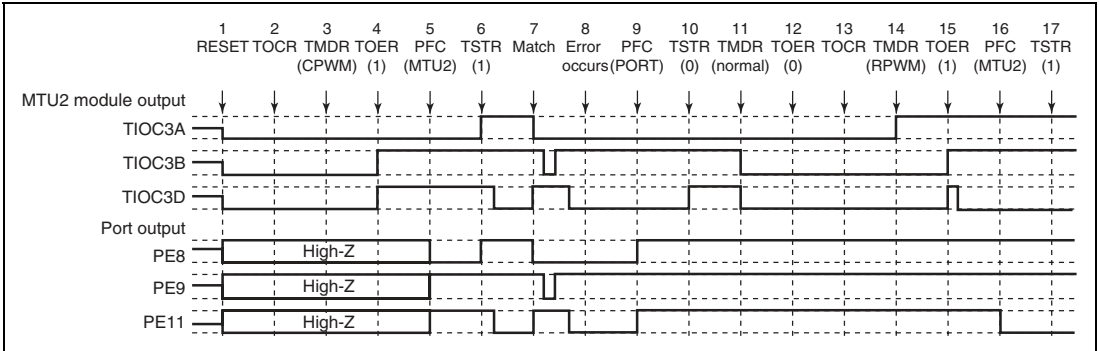 1 2 3 4 5 6 7 8 9 10 11 12 13 14 15 16 17
RESET TOCR TMDR TOER PFC TSTR Match Error PFC TSTR TMDR TOER TOCR TMDR TOER PFC TSTR
(CPWM) (1) (MTU2) (1) occurs (PORT) (0) (normal) (0) (RPWM) (1) (MTU2) (1)
MTU2 module output
TIOC3A
TIOC3B
TIOC3D
Port output
PE8 High-Z
PE9 High-Z
PE11 High-Z